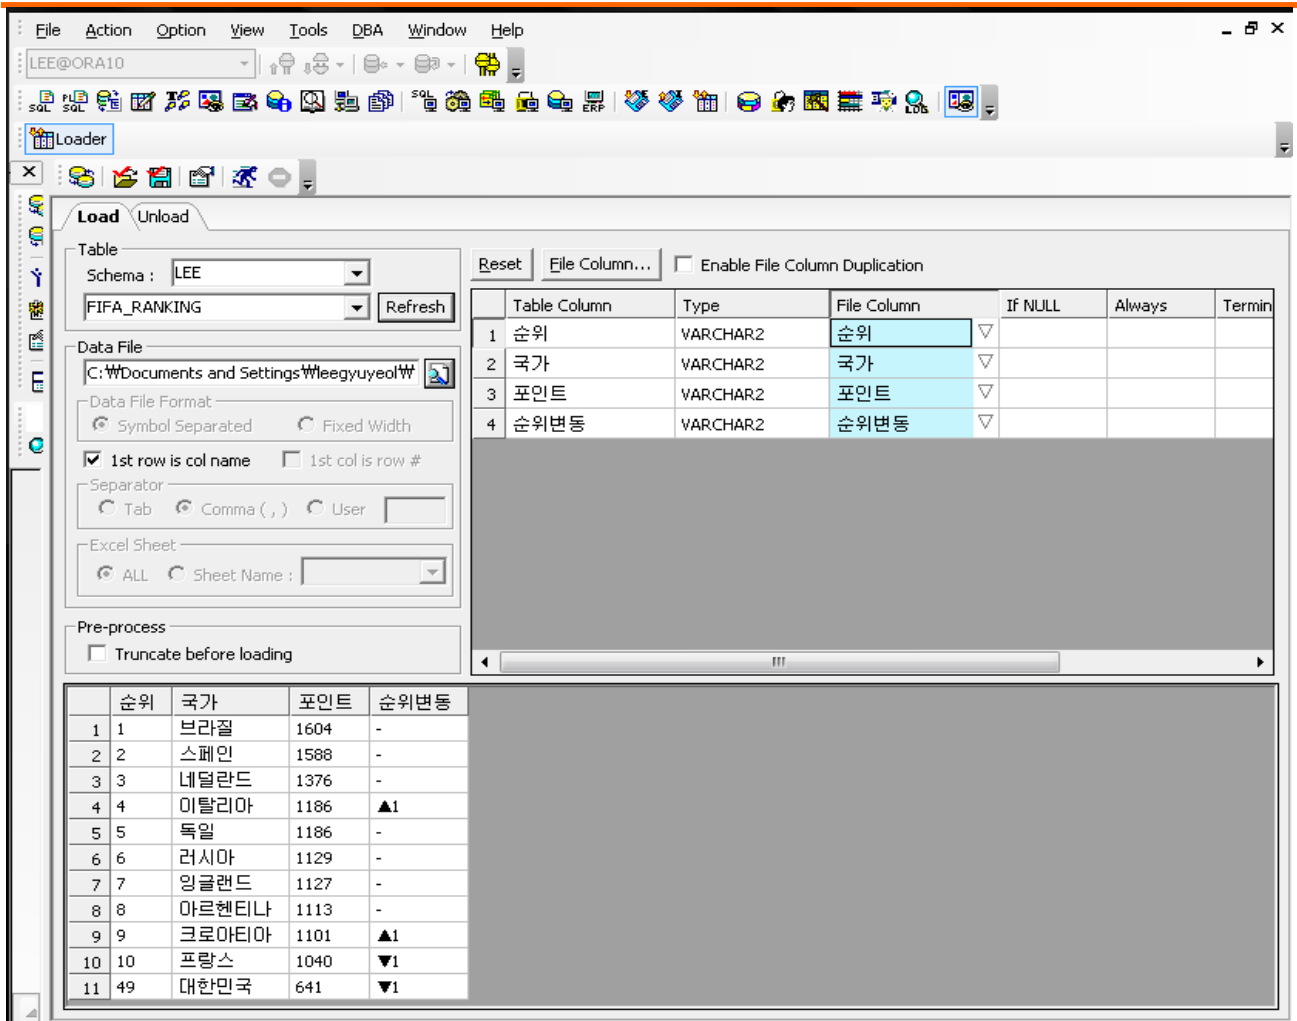 File Action Option View Tools DBA Window Help
LEE@ORA10
Loader
Load Unload
Table
Schema : LEE
FIFA_RANKING Refresh
Data File
C:₩Documents and Settings₩leegyuyeol₩
Data File Format
Symbol Separated Fixed Width
1st row is col name 1st col is row #
Separator
Tab Comma ( , ) User
Excel Sheet
ALL Sheet Name :
Pre-process
Truncate before loading
Reset File Column... Enable File Column Duplication
Table Column Type File Column If NULL Always Termin
1 순위 VARCHAR2 순위
2 국가 VARCHAR2 국가
3 포인트 VARCHAR2 포인트
4 순위변동 VARCHAR2 순위변동
순위 국가 포인트 순위변동
1 1 브라질 1604 -
2 2 스페인 1588 -
3 3 네덜란드 1376 -
4 4 이탈리아 1186 ▲1
5 5 독일 1186 -
6 6 러시아 1129 -
7 7 잉글랜드 1127 -
8 8 아르헨티나 1113 -
9 9 크로아티아 1101 ▲1
10 10 프랑스 1040 ▼1
11 49 대한민국 641 ▼1